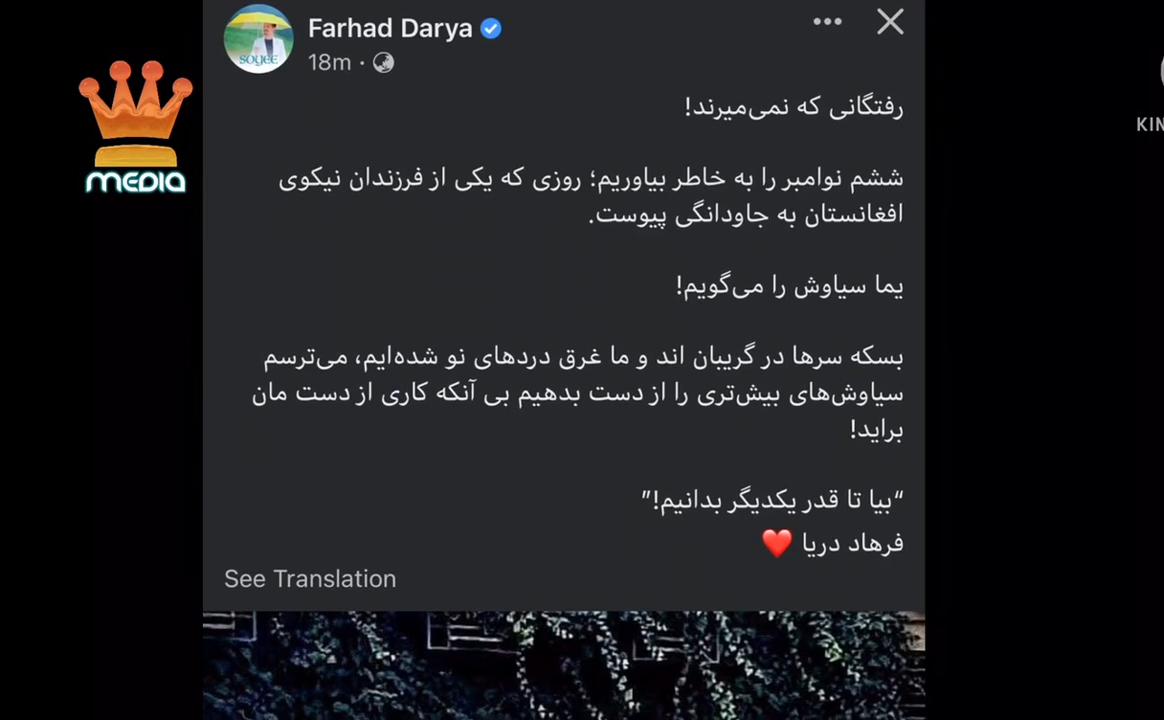 Farhad Darya
18m ·
SOYEE
MEDIA
KIN
رفتگانی که نمی‌میرند!
ششم نوامبر را به خاطر بیاوریم؛ روزی که یکی از فرزندان نیکوی
افغانستان به جاودانگی پیوست.
یما سیاوش را می‌گویم!
بسکه سرها در گریبان اند و ما غرق دردهای نو شده‌ایم، می‌ترسم
سیاوش‌های بیش‌تری را از دست بدهیم بی آنکه کاری از دست مان
براید!
“بیا تا قدر یکدیگر بدانیم!”
فرهاد دریا ❤️
See Translation